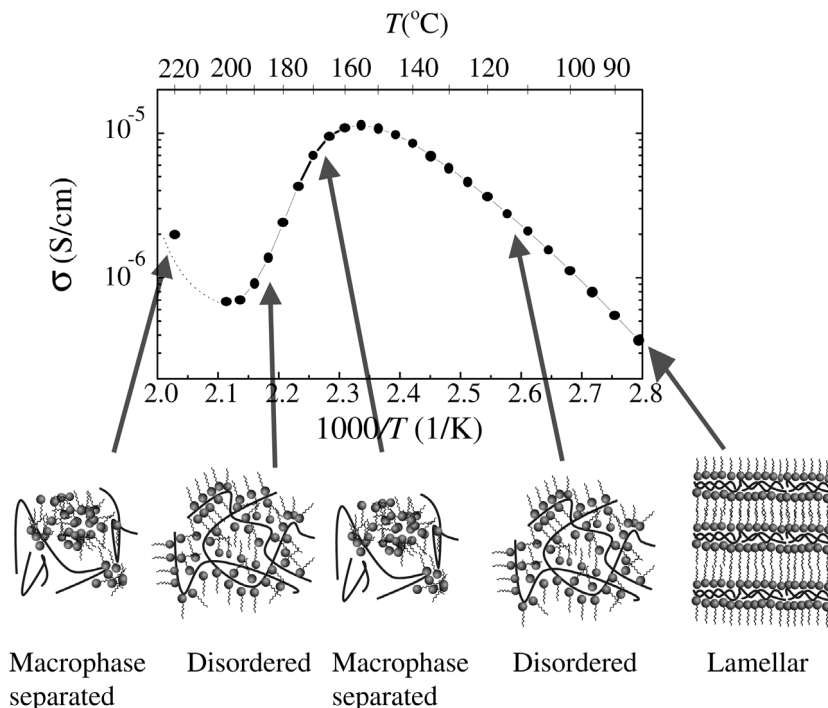 T(°C)
220 200 180 160 140 120 100 90
10⁻⁵
10⁻⁶
σ (S/cm)
2.0 2.1 2.2 2.3 2.4 2.5 2.6 2.7 2.8
1000/T (1/K)
Macrophase separated
Disordered
Macrophase separated
Disordered
Lamellar